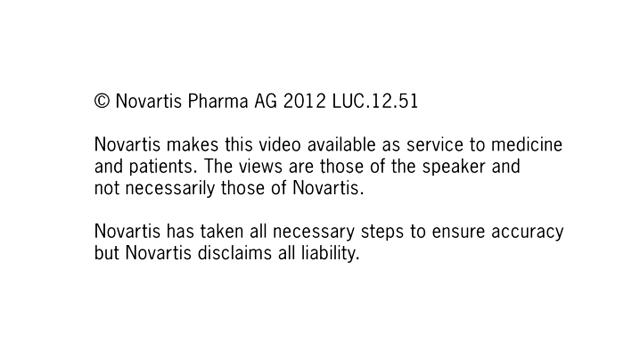 © Novartis Pharma AG 2012 LUC.12.51
Novartis makes this video available as service to medicine
and patients. The views are those of the speaker and
not necessarily those of Novartis.
Novartis has taken all necessary steps to ensure accuracy
but Novartis disclaims all liability.